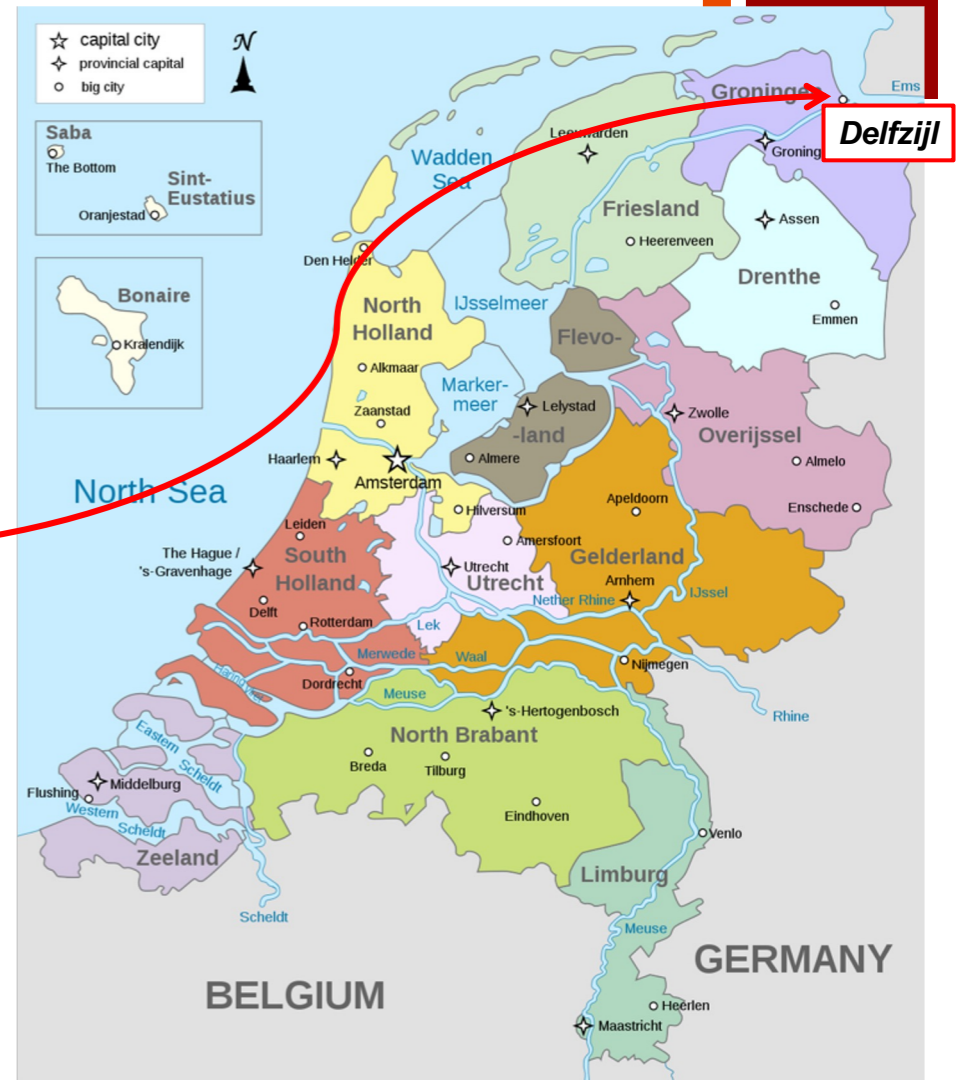 capital city
provincial capital
big city
N
Saba
The Bottom
Sint-
Eustatius
Oranjestad
Bonaire
Kralendijk
Ems
Groningen
Delfzijl
Leeuwarden
Groning
Wadden
Sea
Friesland
Assen
Heerenveen
Den Helder
Drenthe
North
Holland
IJsselmeer
Emmen
Flevo-
Alkmaar
Marker-
meer
Lelystad
Zwolle
Zaanstad
-land
Overijssel
Haarlem
Almere
Almelo
Amsterdam
North Sea
Apeldoorn
Enschede
Hilversum
Leiden
Amersfoort
The Hague /
's-Gravenhage
South
Holland
Utrecht
Utrecht
Gelderland
Arnhem
Nether Rhine
IJssel
Delft
Rotterdam
Lek
Merwede
Waal
Nijmegen
Haringvliet
Dordrecht
Meuse
's-Hertogenbosch
Rhine
Eastern
Scheldt
North Brabant
Breda
Tilburg
Middelburg
Flushing
Western
Scheldt
Eindhoven
Venlo
Zeeland
Limburg
Scheldt
Meuse
GERMANY
BELGIUM
Heerlen
Maastricht